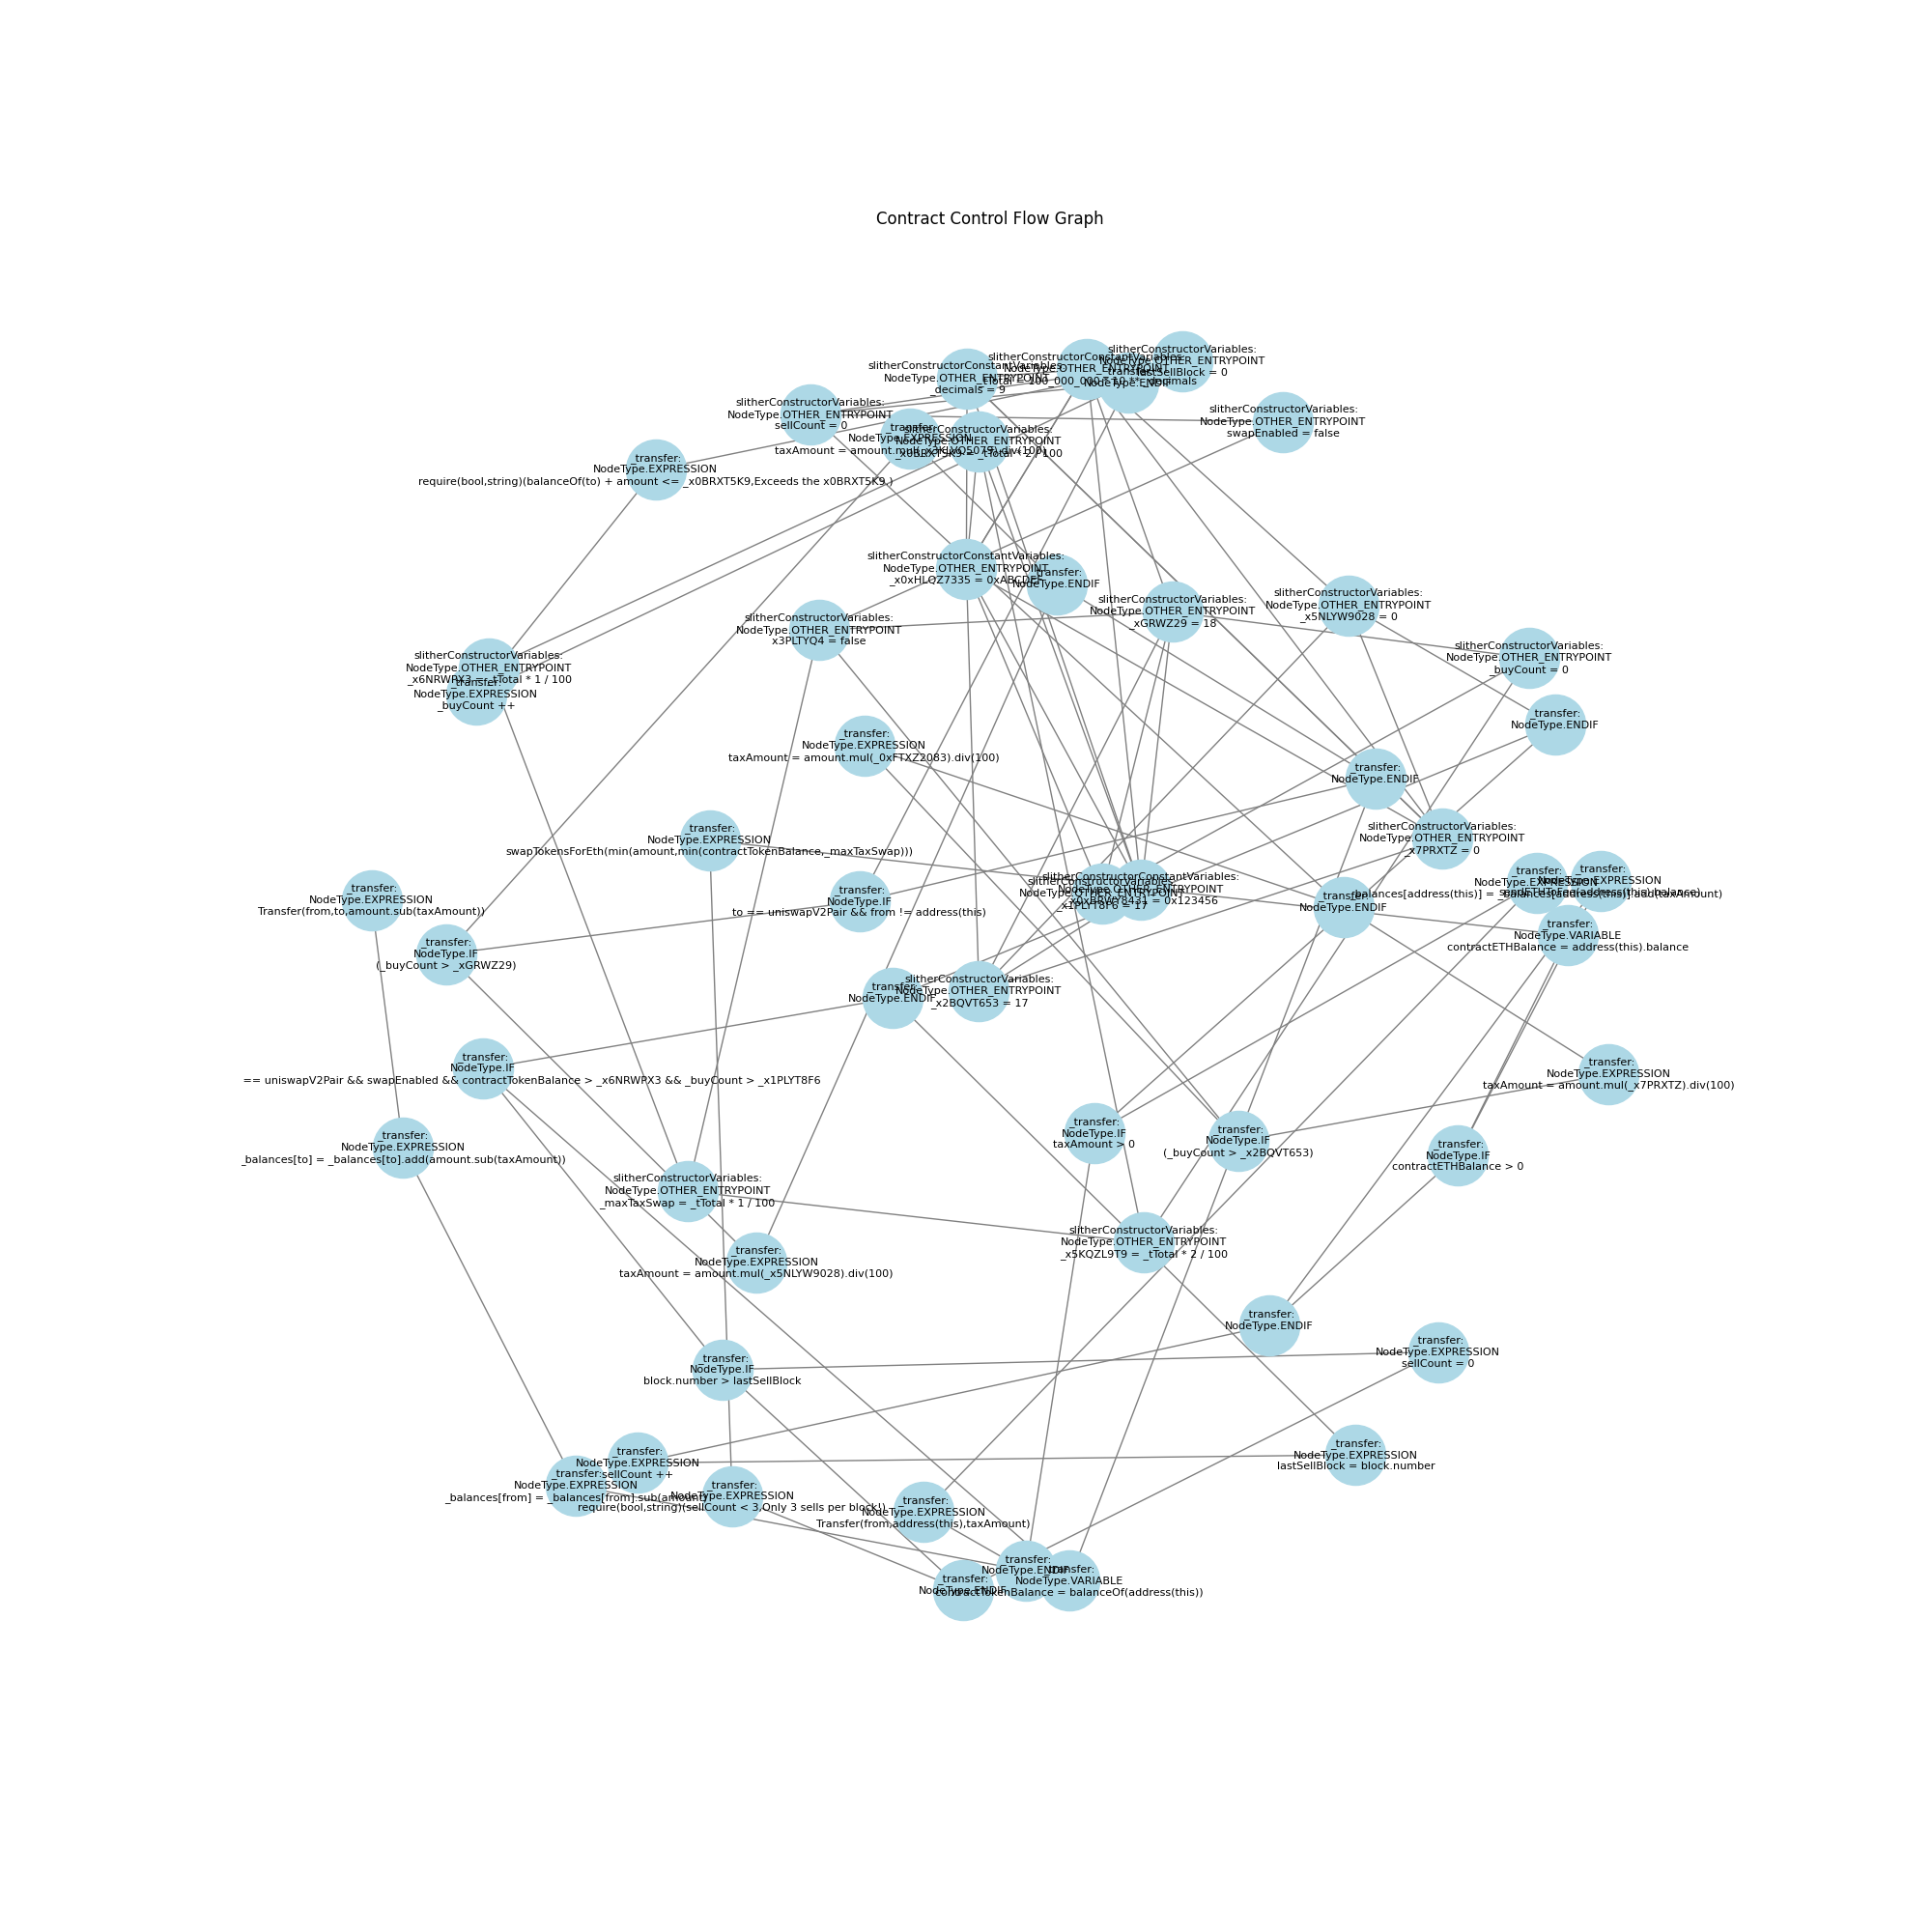 Contract Control Flow Graph
slitherConstructorVariables:
NodeType.OTHER_ENTRYPOINT
lastSellBlock = 0
slitherConstructorConstantVariables:
NodeType.OTHER_ENTRYPOINT
_tTotal = 100_000_000 * 10 ** _decimals
_transfer:
NodeType.ENDIF
slitherConstructorConstantVariables:
NodeType.OTHER_ENTRYPOINT
_decimals = 9
slitherConstructorVariables:
NodeType.OTHER_ENTRYPOINT
sellCount = 0
slitherConstructorVariables:
NodeType.OTHER_ENTRYPOINT
swapEnabled = false
_transfer:
NodeType.EXPRESSION
slitherConstructorVariables:
NodeType.OTHER_ENTRYPOINT
_x0BRXT5K9 = _tTotal * 2 / 100
_transfer:
NodeType.EXPRESSION
require(bool,string)(balanceOf(to) + amount <= _x0BRXT5K9,Exceeds the x0BRXT5K9.)
slitherConstructorConstantVariables:
NodeType.OTHER_ENTRYPOINT
_x0xHLQZ7335 = 0xABCDEF
_transfer:
NodeType.ENDIF
slitherConstructorVariables:
NodeType.OTHER_ENTRYPOINT
_xGRWZ29 = 18
slitherConstructorVariables:
NodeType.OTHER_ENTRYPOINT
_x5NLYW9028 = 0
slitherConstructorVariables:
NodeType.OTHER_ENTRYPOINT
x3PLTYQ4 = false
slitherConstructorVariables:
NodeType.OTHER_ENTRYPOINT
_buyCount = 0
slitherConstructorVariables:
NodeType.OTHER_ENTRYPOINT
_x6NRWPX3 = _tTotal * 1 / 100
_transfer:
NodeType.EXPRESSION
_buyCount ++
_transfer:
NodeType.ENDIF
_transfer:
NodeType.EXPRESSION
taxAmount = amount.mul(_0xFTXZ2083).div(100)
_transfer:
NodeType.ENDIF
slitherConstructorVariables:
NodeType.OTHER_ENTRYPOINT
_x7PRXTZ = 0
_transfer:
NodeType.EXPRESSION
swapTokensForEth(min(amount,min(contractTokenBalance,_maxTaxSwap)))
_transfer:
NodeType.EXPRESSION
Transfer(from,to,amount.sub(taxAmount))
_transfer:
NodeType.IF
to == uniswapV2Pair && from != address(this)
slitherConstructorVariables:
NodeType.OTHER_ENTRYPOINT
_x1PLYT8F6 = 17
slitherConstructorConstantVariables:
NodeType.OTHER_ENTRYPOINT
_transfer:
NodeType.ENDIF
_transfer:
NodeType.EXPRESSION
_balances[address(this)] = _balances[address(this)].add(taxAmount)
_transfer:
NodeType.EXPRESSION
_transfer:
NodeType.VARIABLE
contractETHBalance = address(this).balance
_transfer:
NodeType.IF
(_buyCount > _xGRWZ29)
_transfer:
NodeType.ENDIF
slitherConstructorVariables:
NodeType.OTHER_ENTRYPOINT
_x2BQVT653 = 17
_transfer:
NodeType.IF
== uniswapV2Pair && swapEnabled && contractTokenBalance > _x6NRWPX3 && _buyCount > _x1PLYT8F6
_transfer:
NodeType.EXPRESSION
taxAmount = amount.mul(_x7PRXTZ).div(100)
_transfer:
NodeType.EXPRESSION
_balances[to] = _balances[to].add(amount.sub(taxAmount))
_transfer:
NodeType.IF
taxAmount > 0
_transfer:
NodeType.IF
(_buyCount > _x2BQVT653)
_transfer:
NodeType.IF
contractETHBalance > 0
slitherConstructorVariables:
NodeType.OTHER_ENTRYPOINT
_maxTaxSwap = _tTotal * 1 / 100
_transfer:
NodeType.EXPRESSION
taxAmount = amount.mul(_x5NLYW9028).div(100)
slitherConstructorVariables:
NodeType.OTHER_ENTRYPOINT
_x5KQZL9T9 = _tTotal * 2 / 100
_transfer:
NodeType.ENDIF
_transfer:
NodeType.EXPRESSION
sellCount = 0
_transfer:
NodeType.IF
block.number > lastSellBlock
_transfer:
NodeType.EXPRESSION
sellCount ++
_transfer:
NodeType.EXPRESSION
lastSellBlock = block.number
_transfer:
NodeType.EXPRESSION
_balances[from] = _balances[from].sub(amount)
_transfer:
NodeType.EXPRESSION
require(bool,string)(sellCount < 3,Only 3 sells per block!)
_transfer:
NodeType.EXPRESSION
Transfer(from,address(this),taxAmount)
_transfer:
NodeType.ENDIF
_transfer:
NodeType.VARIABLE
contractTokenBalance = balanceOf(address(this))
_transfer:
NodeType.ENDIF